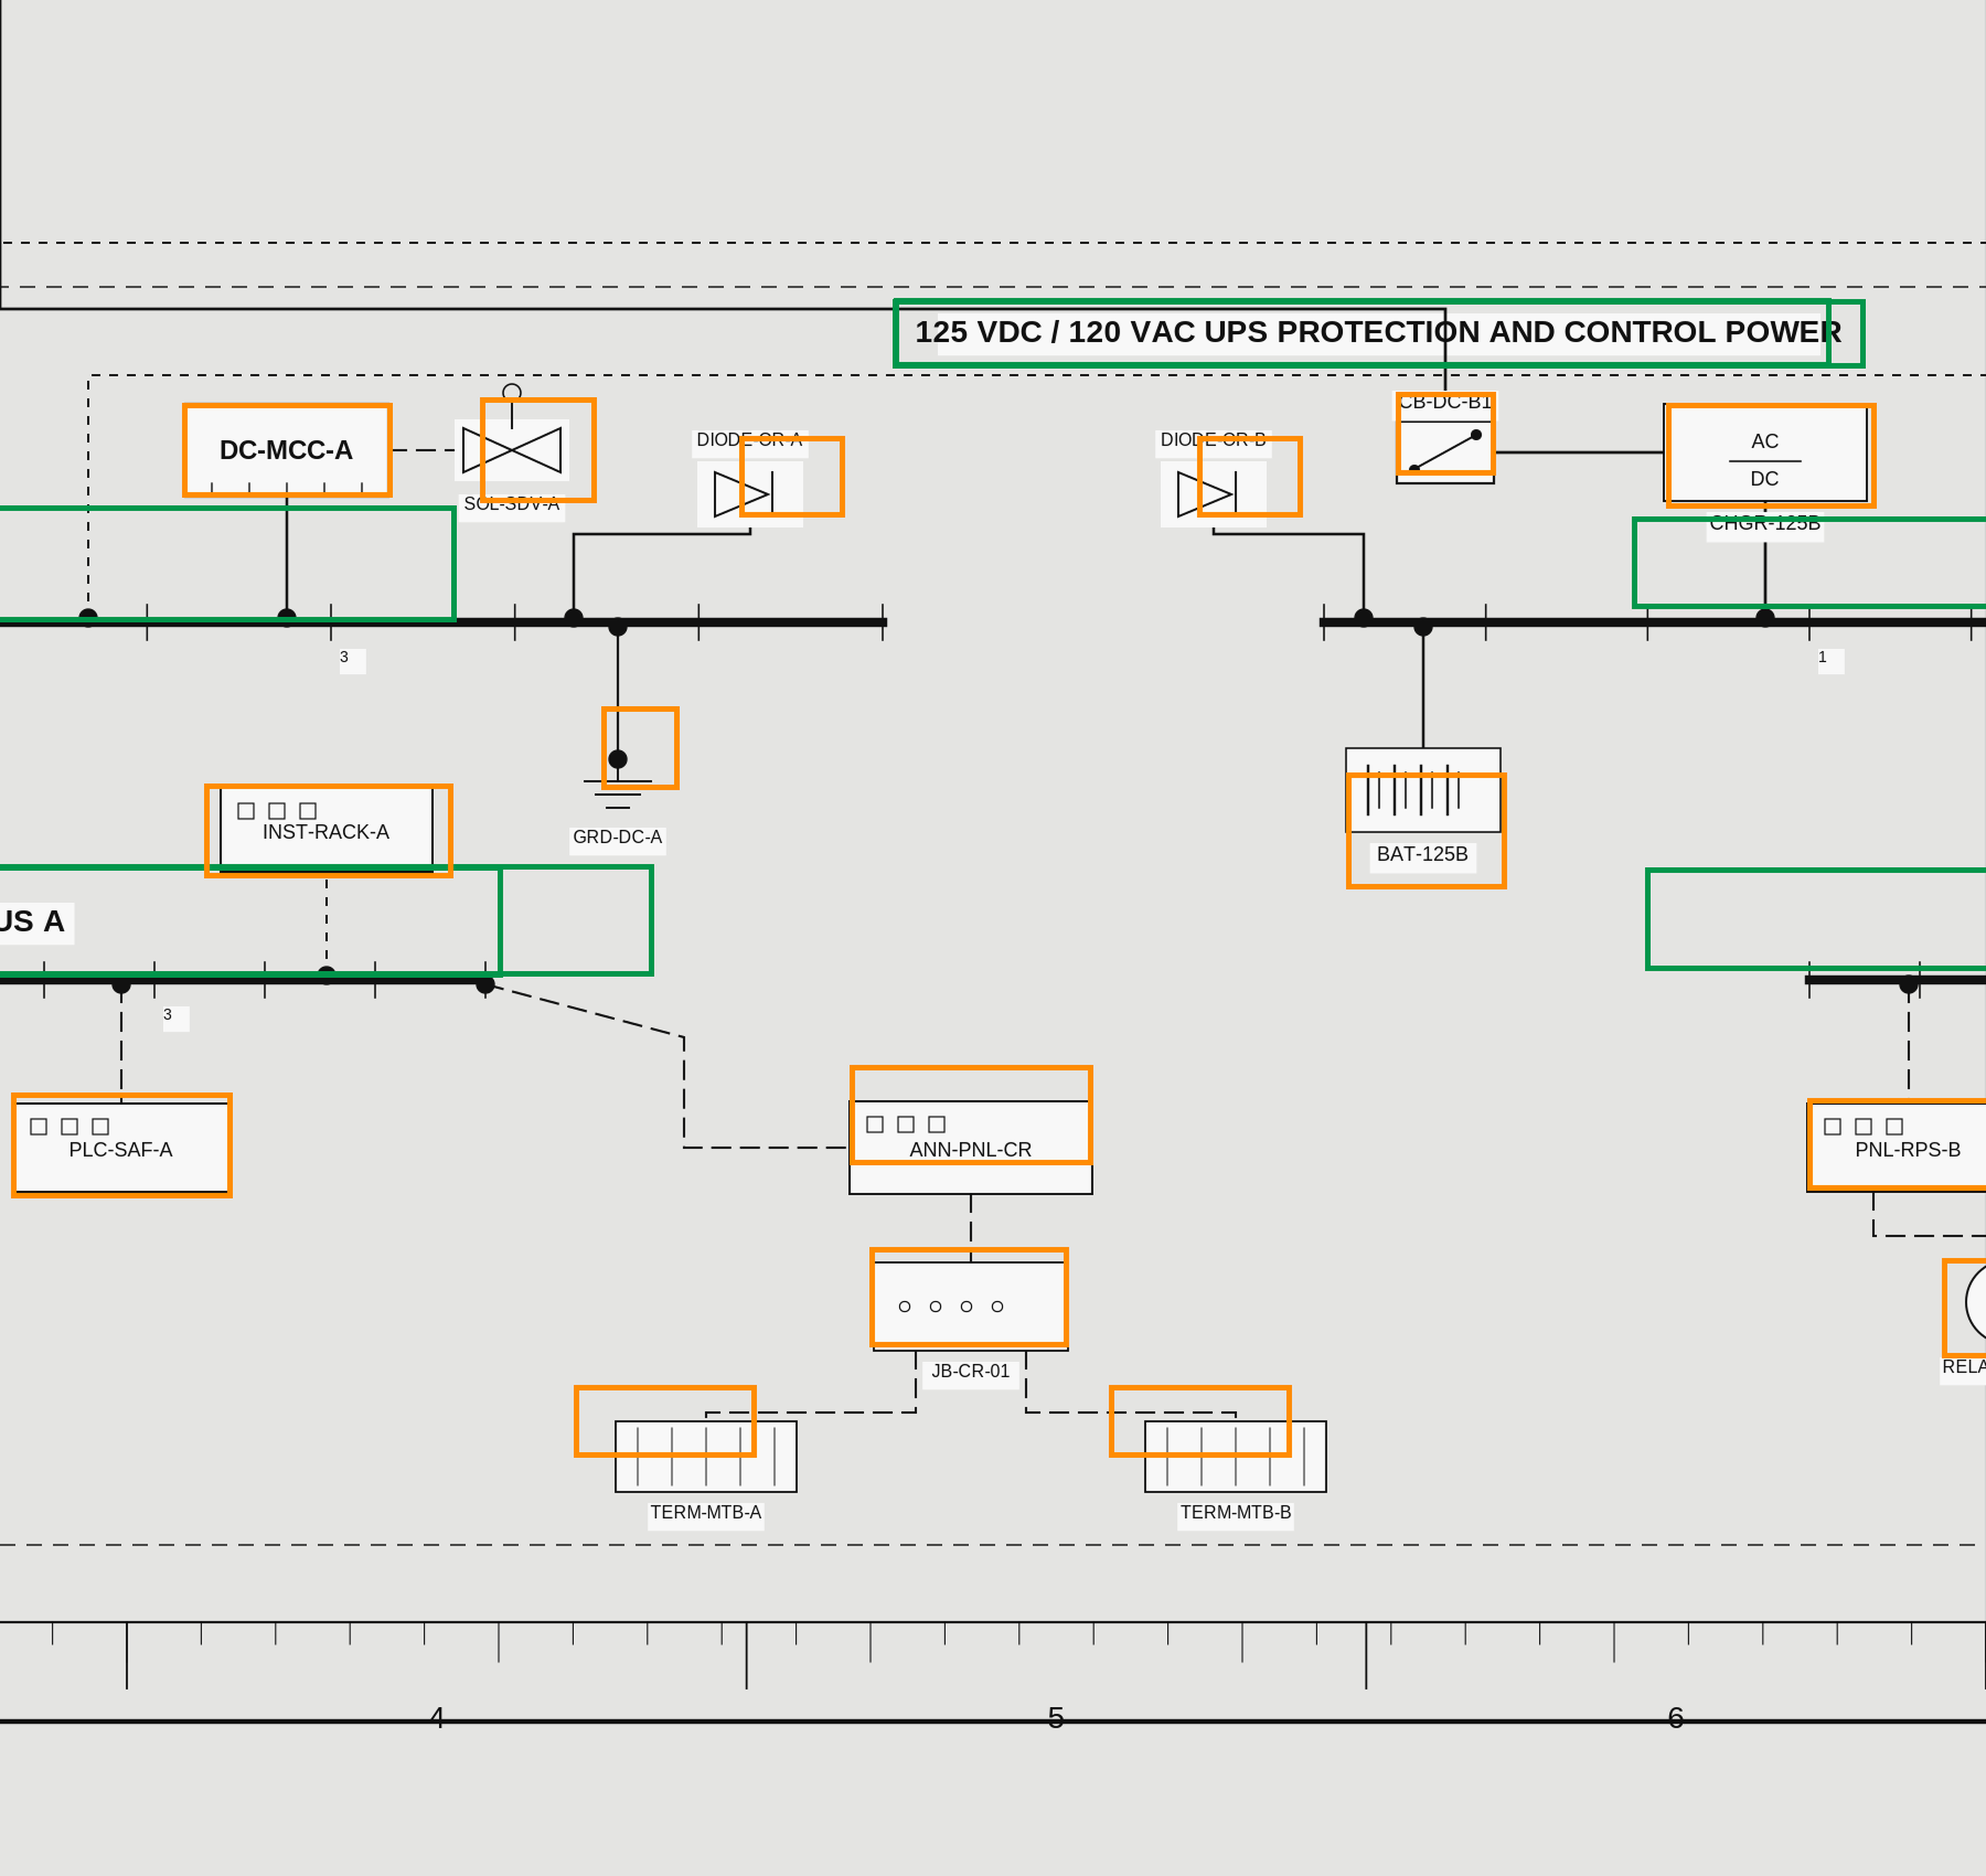 125 VDC / 120 VAC UPS PROTECTION AND CONTROL POWER
CB-DC-B1
DC-MCC-A
DIODE-OR-A
DIODE-OR-B
AC
DC
SOL-SDV-A
CHGR-125B
3
1
INST-RACK-A
GRD-DC-A
BAT-125B
US A
3
PLC-SAF-A
ANN-PNL-CR
PNL-RPS-B
JB-CR-01
RELA
TERM-MTB-A
TERM-MTB-B
4
5
6